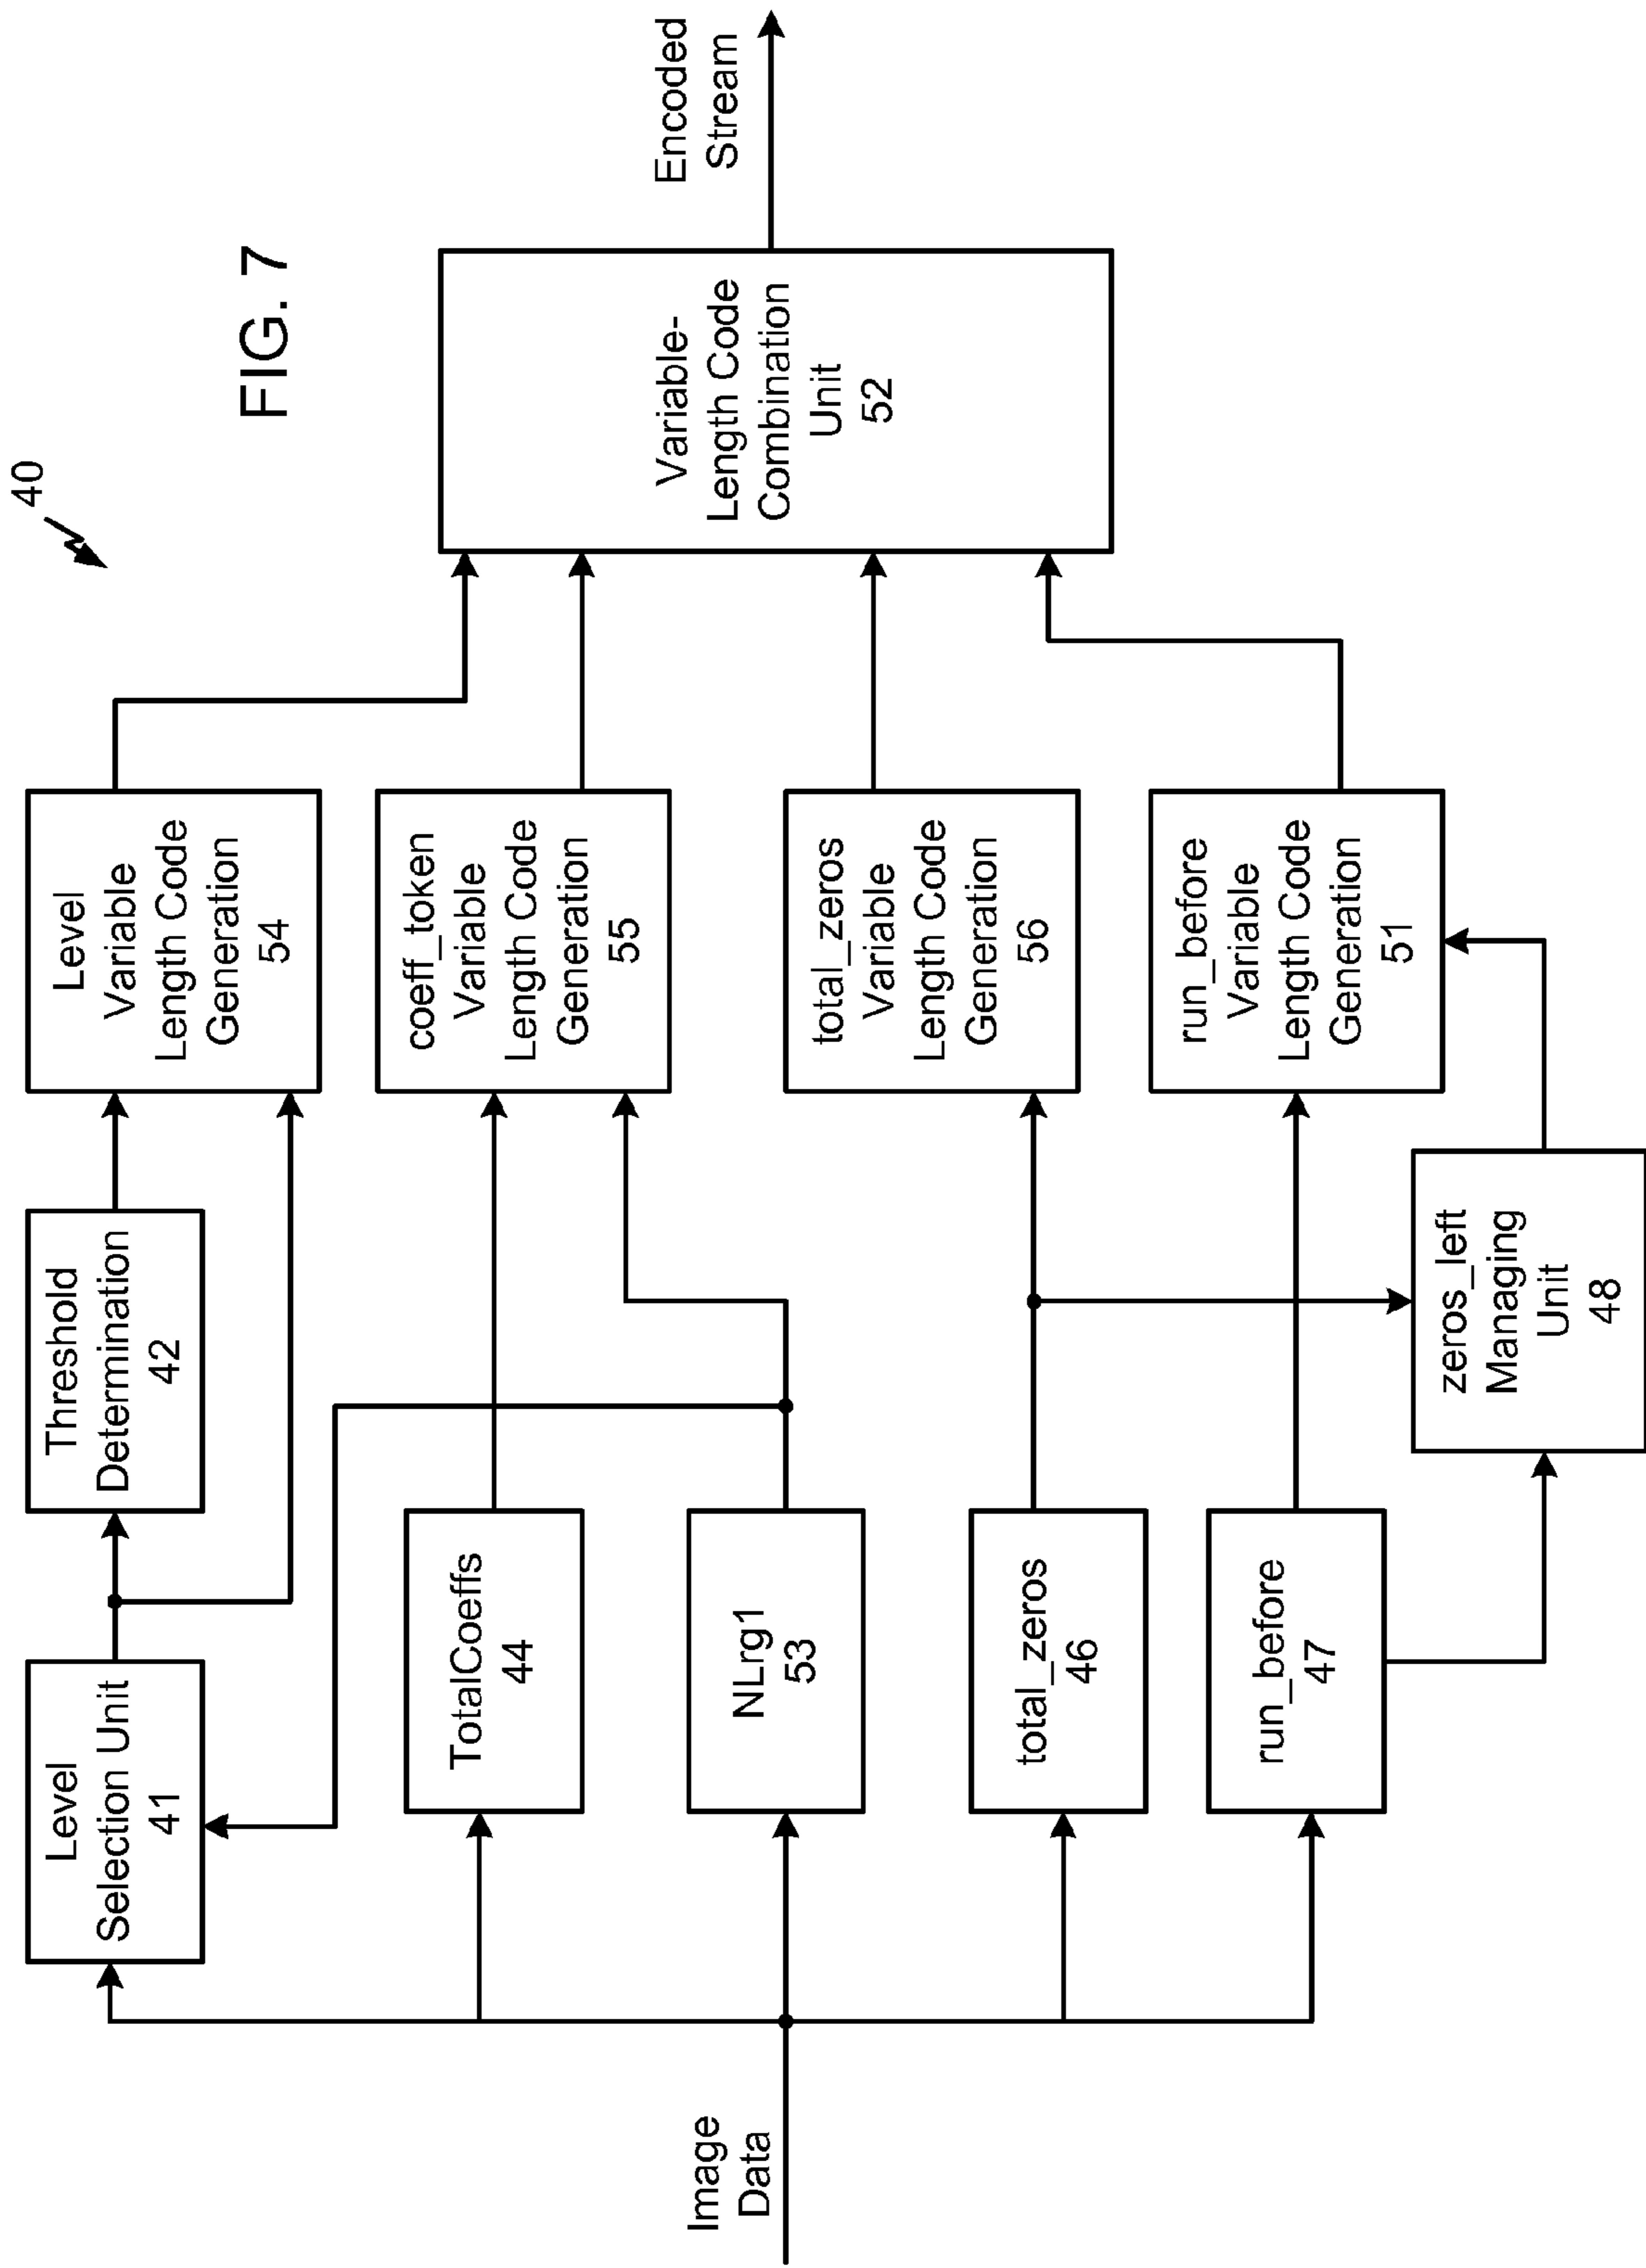 40
FIG. 7
Image
Data
Level
Selection Unit
41
Threshold
Determination
42
Level
Variable
Length Code
Generation
54
TotalCoeffs
44
coeff_token
Variable
Length Code
Generation
55
NLrg1
53
total_zeros
46
total_zeros
Variable
Length Code
Generation
56
run_before
47
run_before
Variable
Length Code
Generation
51
zeros_left
Managing
Unit
48
Variable-
Length Code
Combination
Unit
52
Encoded
Stream